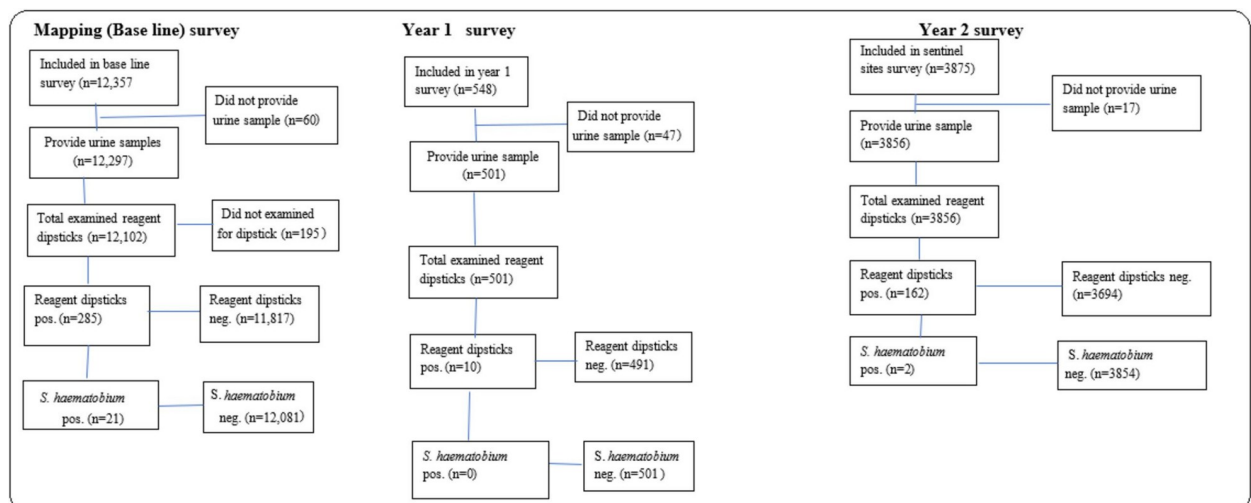 Mapping (Base line) survey
Included in base line
survey (n=12,357
Did not provide
urine sample (n=60)
Provide urine samples
(n=12,297)
Total examined reagent
dipsticks (n=12,102)
Did not examined
for dipstick (n=195)
Reagent dipsticks
pos. (n=285)
Reagent dipsticks
neg. (n=11,817)
S. haematobium
pos. (n=21)
S. haematobium
neg. (n=12,081)
Year 1 survey
Included in year 1
survey (n=548)
Did not provide
urine sample (n=47)
Provide urine sample
(n=501)
Total examined reagent
dipsticks (n=501)
Reagent dipsticks
pos. (n=10)
Reagent dipsticks
neg. (n=491)
S. haematobium
pos. (n=0)
S. haematobium
neg. (n=501)
Year 2 survey
Included in sentinel
sites survey (n=3875)
Did not provide urine
sample (n=17)
Provide urine sample
(n=3856)
Total examined reagent
dipsticks (n=3856)
Reagent dipsticks
pos. (n=162)
Reagent dipsticks neg.
(n=3694)
S. haematobium
pos. (n=2)
S. haematobium
neg. (n=3854)